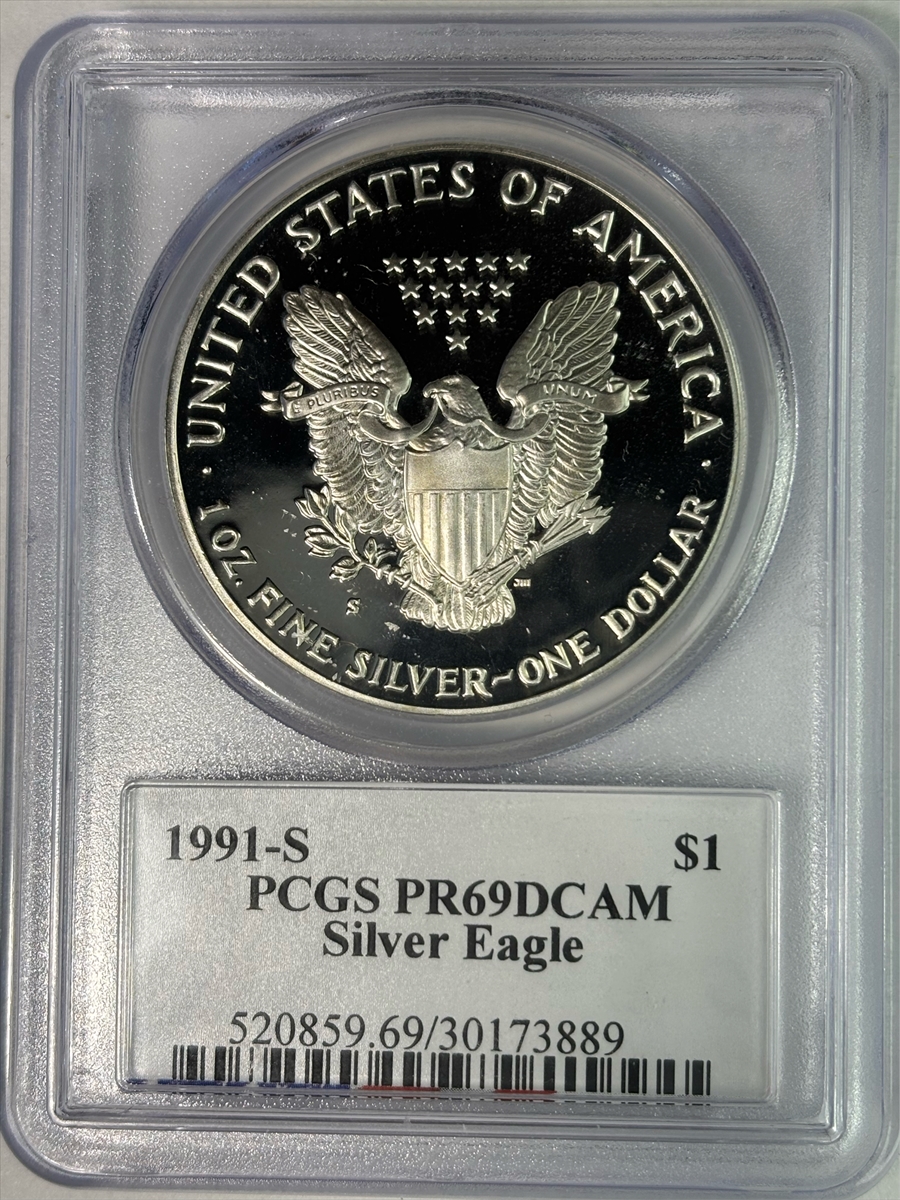 UNITED STATES OF AMERICA
E PLURIBUS UNUM
S
JM
1 OZ. FINE SILVER~ONE DOLLAR
1991-S $1
PCGS PR69DCAM
Silver Eagle
520859.69/30173889